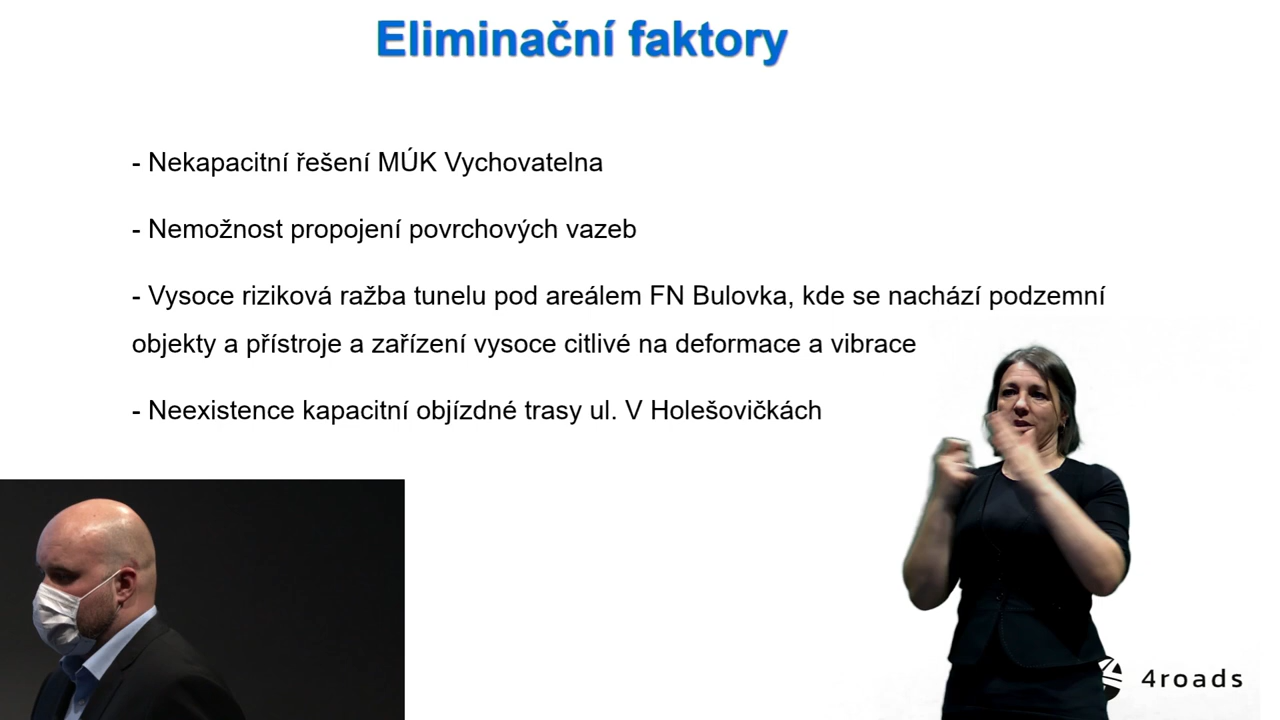 Eliminační faktory
- Nekapacitní řešení MÚK Vychovatelna
- Nemožnost propojení povrchových vazeb
- Vysoce riziková ražba tunelu pod areálem FN Bulovka, kde se nachází podzemní
objekty a přístroje a zařízení vysoce citlivé na deformace a vibrace
- Neexistence kapacitní objízdné trasy ul. V Holešovičkách
4roads